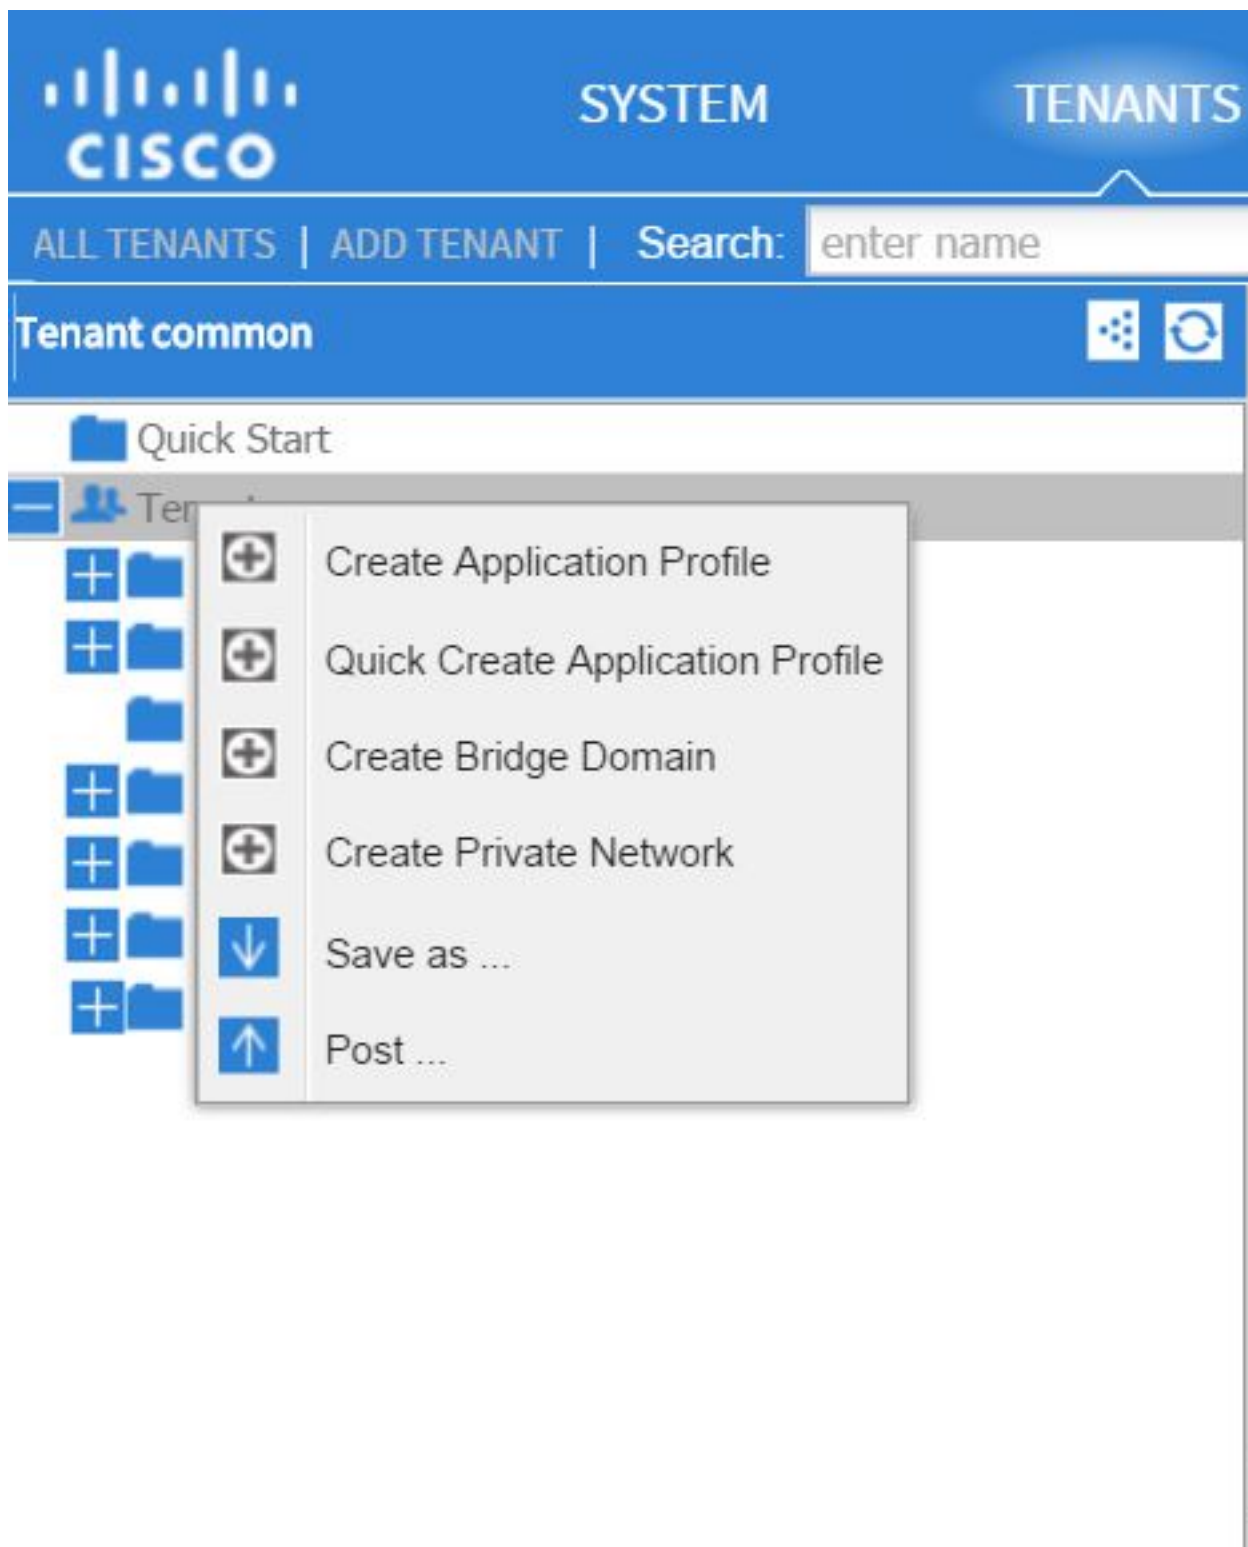 CISCO
SYSTEM TENANTS
ALL TENANTS | ADD TENANT | Search: enter name
Tenant common
Quick Start
Create Application Profile
Quick Create Application Profile
Create Bridge Domain
Create Private Network
Save as ...
Post ...